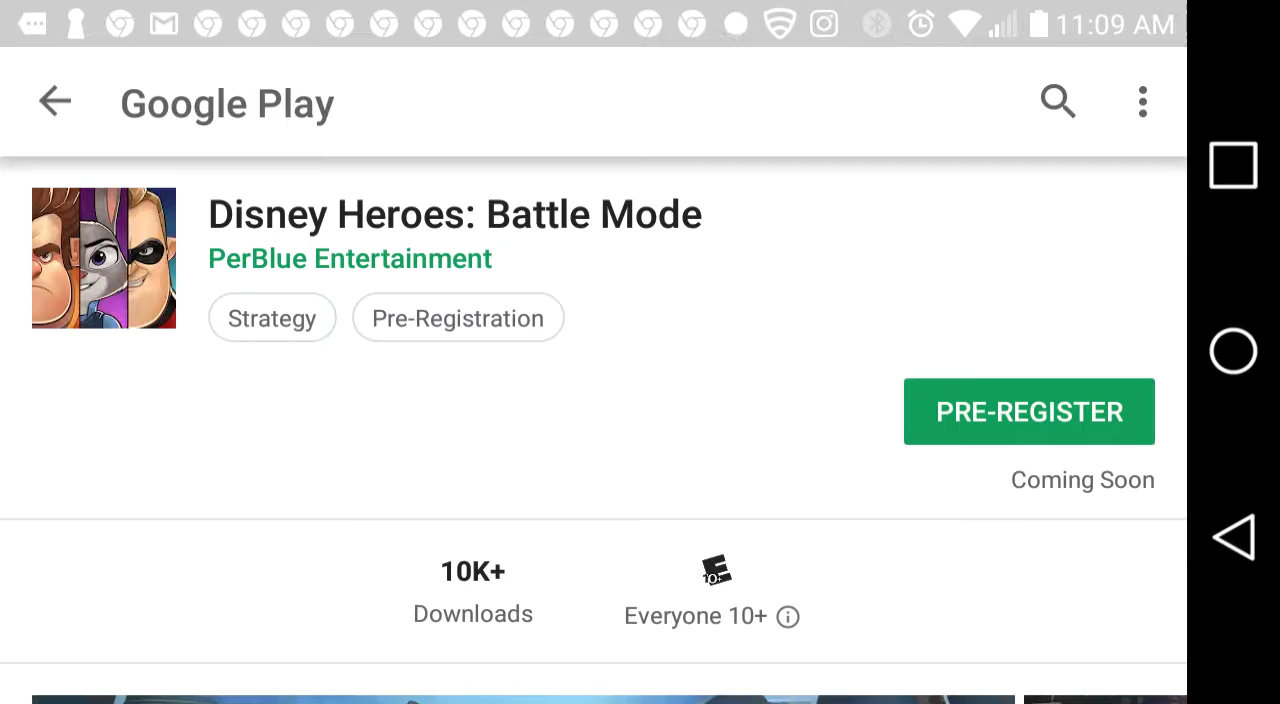 11:09 AM
Google Play
Disney Heroes: Battle Mode
PerBlue Entertainment
Strategy
Pre-Registration
PRE-REGISTER
Coming Soon
10K+
Downloads
E
10+
Everyone 10+